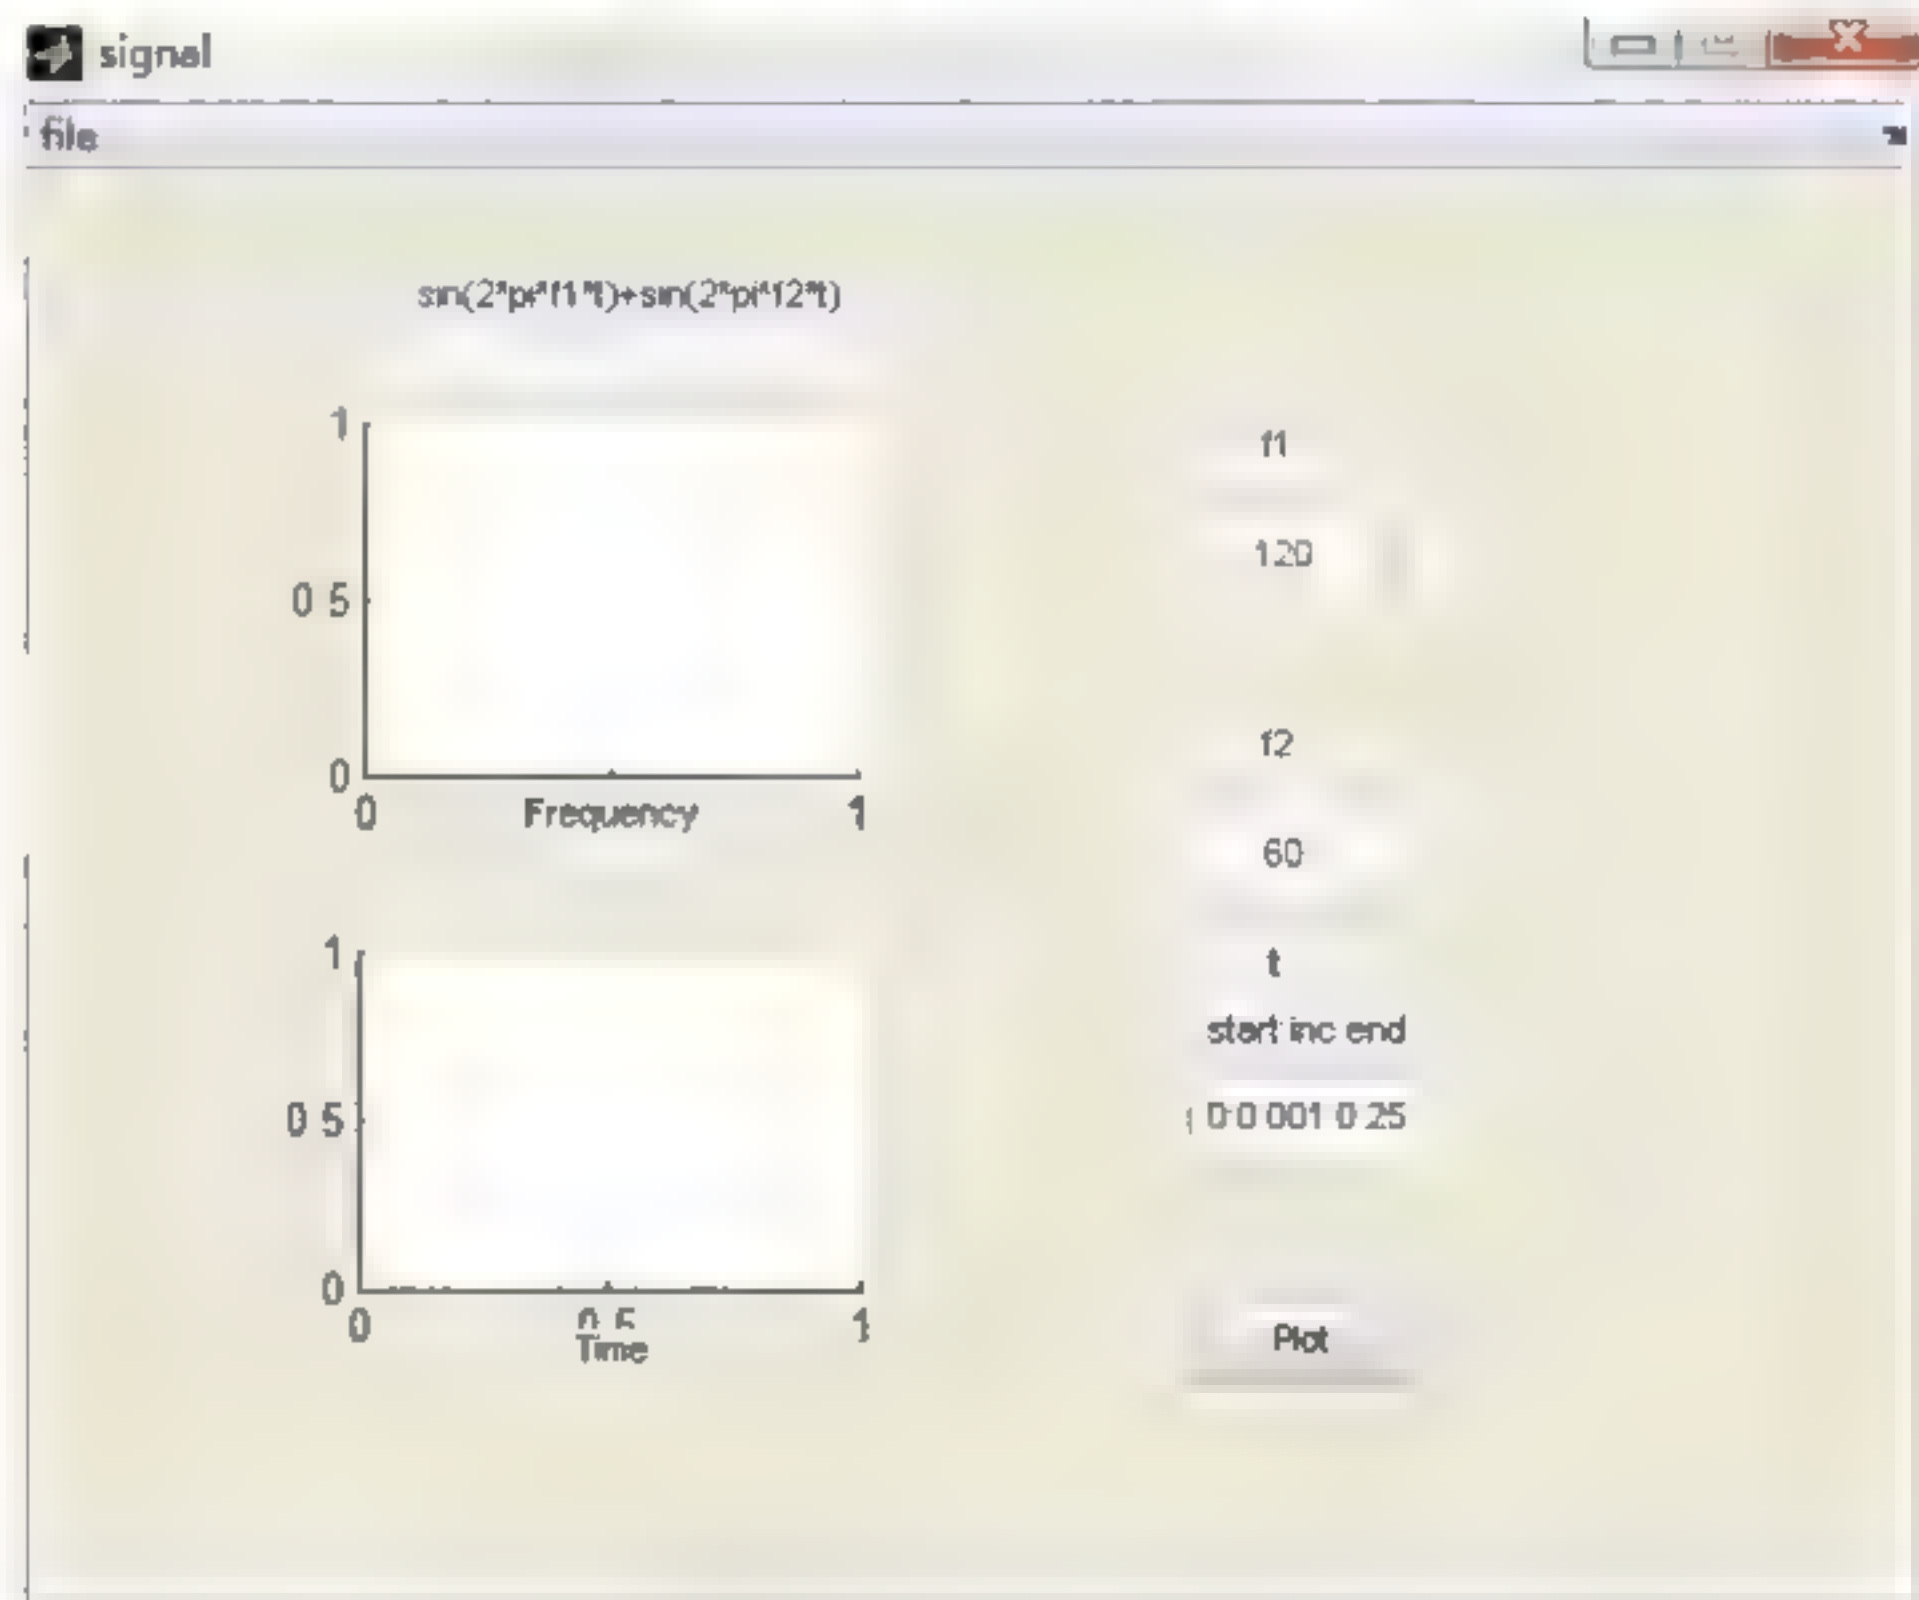 signal
file
sin(2*pi*f1*t)+sin(2*pi*f2*t)
1
0.5
0
0
Frequency
1
f1
120
f2
60
t
start inc end
0:0.001:0.25
1
0.5
0
0
0.5
1
Time
Plot